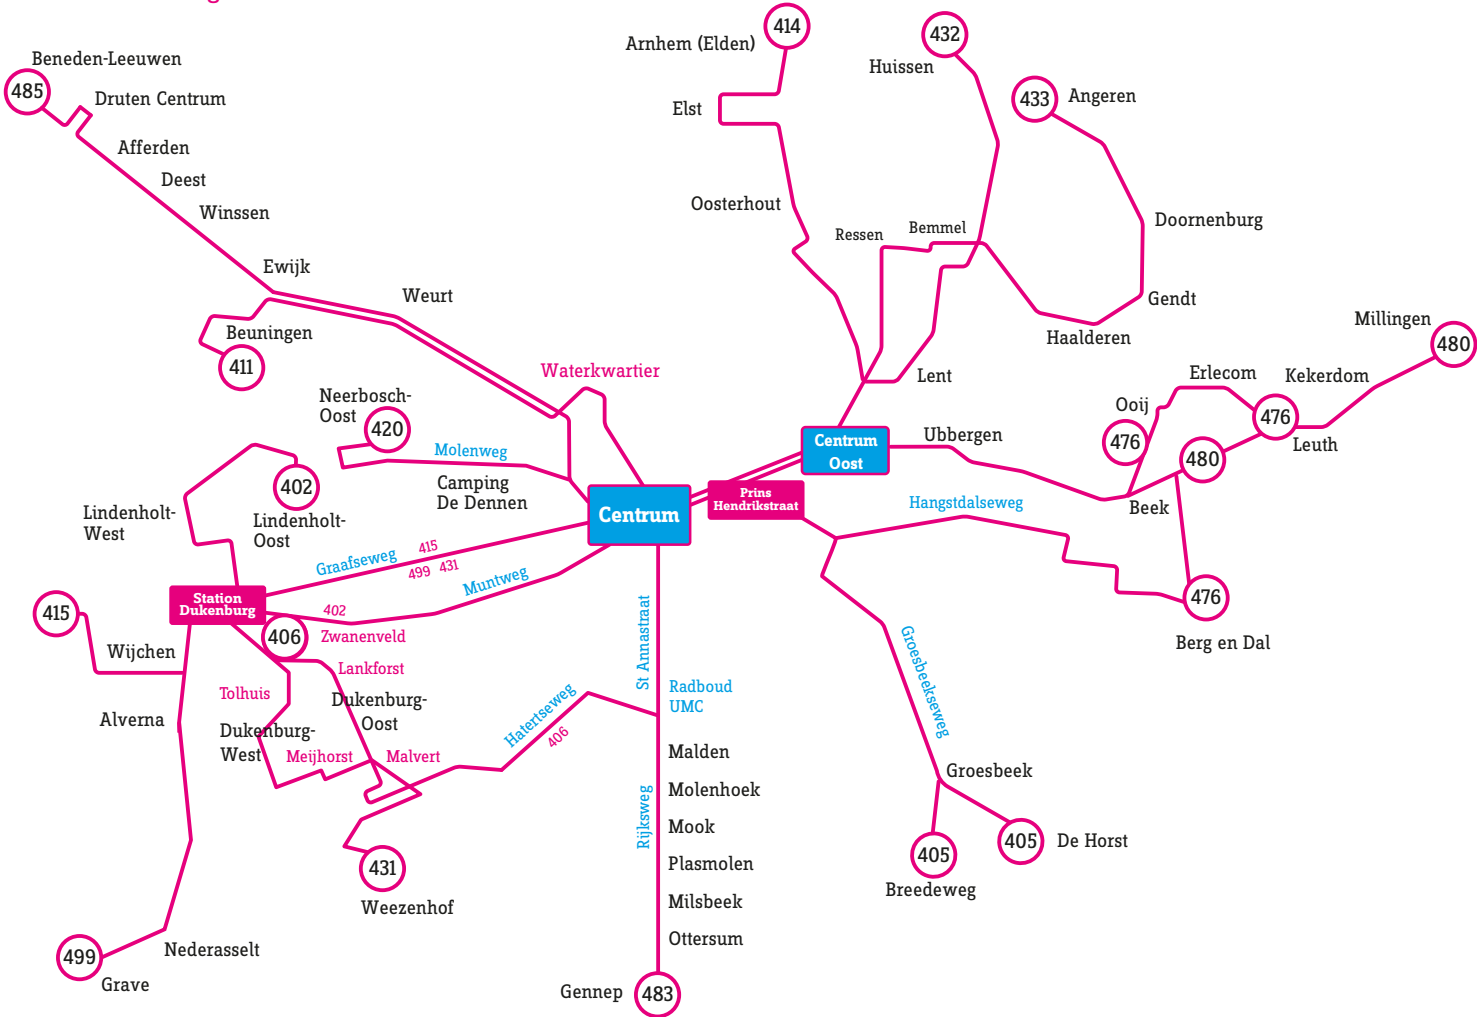 414
432
Arnhem (Elden)
Beneden-Leeuwen
Huissen
485
Druten Centrum
Elst
433
Angeren
Afferden
Deest
Winssen
Oosterhout
Doornenburg
Ressen
Bemmel
Ewijk
Weurt
Gendt
Beuningen
Haalderen
Millingen
480
411
Waterkwartier
Lent
Erlecom
Kekerdom
Neerbosch-
Oost
420
Ooij
476
476
Leuth
Centrum
Oost
Ubbergen
480
Molenweg
Camping
De Dennen
402
Lindenholt-
West
Lindenholt-
Oost
Centrum
Prins
Hendrikstraat
Hangstdalseweg
Beek
Graafseweg
415
499 431
Muntweg
Station
Dukenburg
402
415
406
Zwanenveld
476
Berg en Dal
Wijchen
Lankforst
St Annastraat
Groesbeekseweg
Tolhuis
Dukenburg-
Oost
Radboud
UMC
Alverna
Dukenburg-
West
Hatertseweg
406
Meijhorst
Malvert
Malden
Groesbeek
Molenhoek
Rijksweg
Mook
405
De Horst
405
Breedeweg
Plasmolen
431
Weezenhof
Milsbeek
Ottersum
499
Nederasselt
Grave
Gennep
483